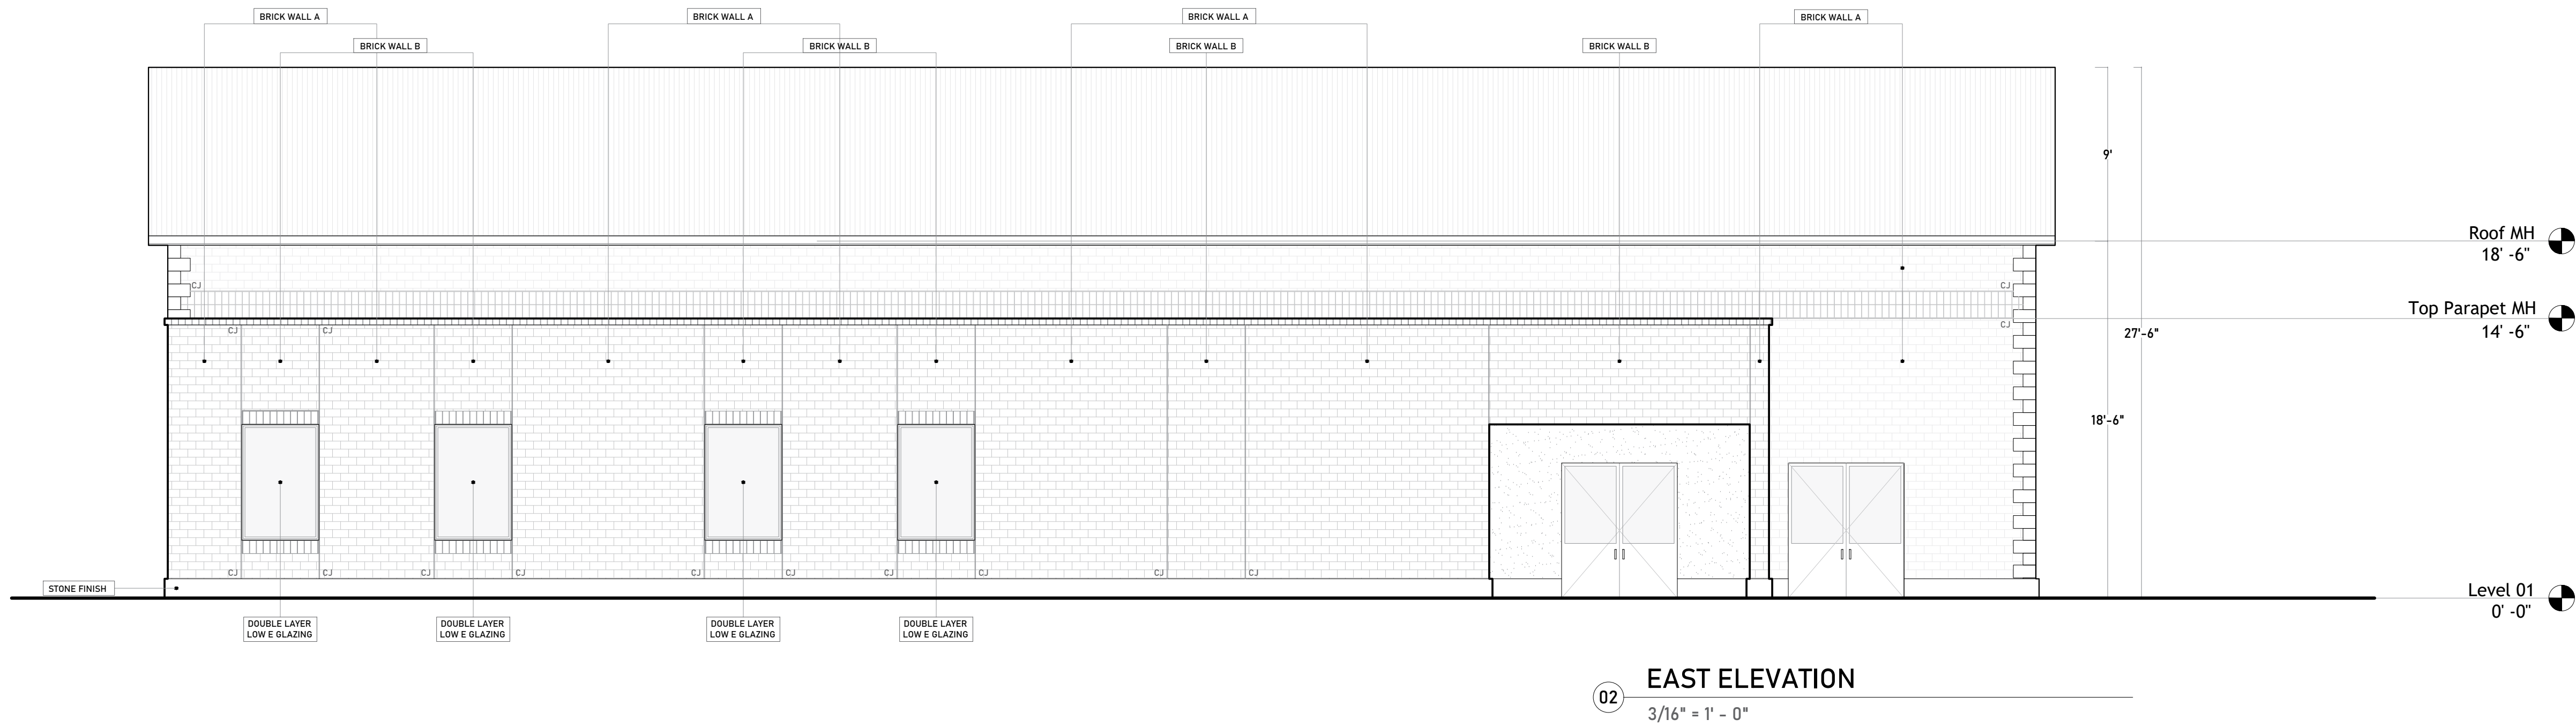 BRICK WALL A
BRICK WALL A
BRICK WALL A
BRICK WALL A
BRICK WALL B
BRICK WALL B
BRICK WALL B
BRICK WALL B
9'
Roof MH
18' -6"
CJ
CJ
Top Parapet MH
14' -6"
CJ
CJ
CJ
27'-6"
18'-6"
CJ
CJ
CJ
CJ
CJ
CJ
CJ
CJ
CJ
CJ
STONE FINISH
Level 01
0' -0"
DOUBLE LAYER
LOW E GLAZING
DOUBLE LAYER
LOW E GLAZING
DOUBLE LAYER
LOW E GLAZING
DOUBLE LAYER
LOW E GLAZING
02
EAST ELEVATION
3/16" = 1' - 0"